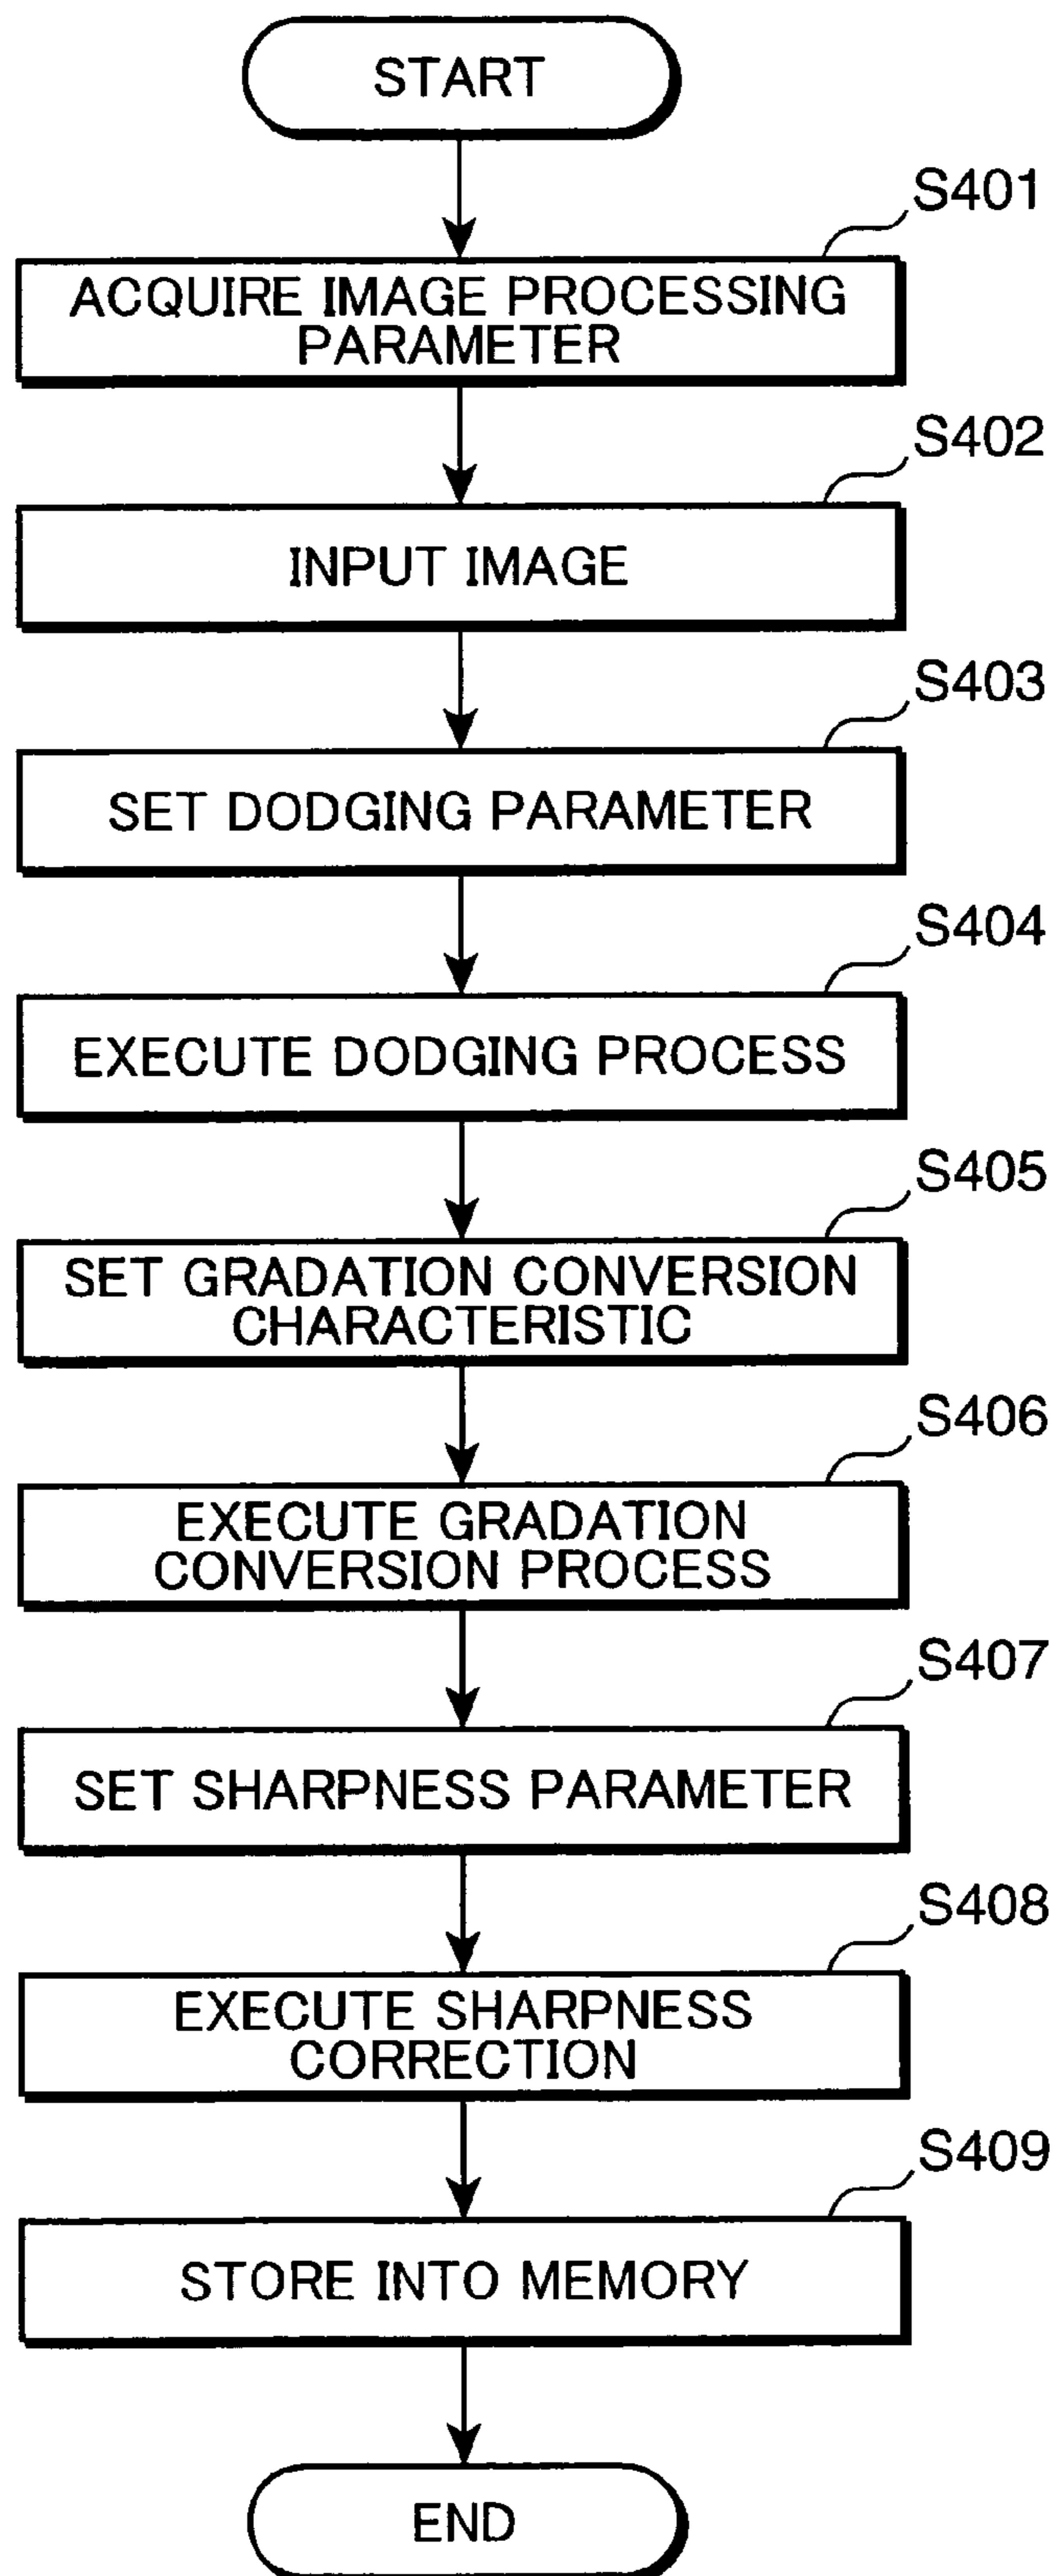 START
S401
ACQUIRE IMAGE PROCESSING
PARAMETER
S402
INPUT IMAGE
S403
SET DODGING PARAMETER
S404
EXECUTE DODGING PROCESS
S405
SET GRADATION CONVERSION
CHARACTERISTIC
S406
EXECUTE GRADATION
CONVERSION PROCESS
S407
SET SHARPNESS PARAMETER
S408
EXECUTE SHARPNESS
CORRECTION
S409
STORE INTO MEMORY
END